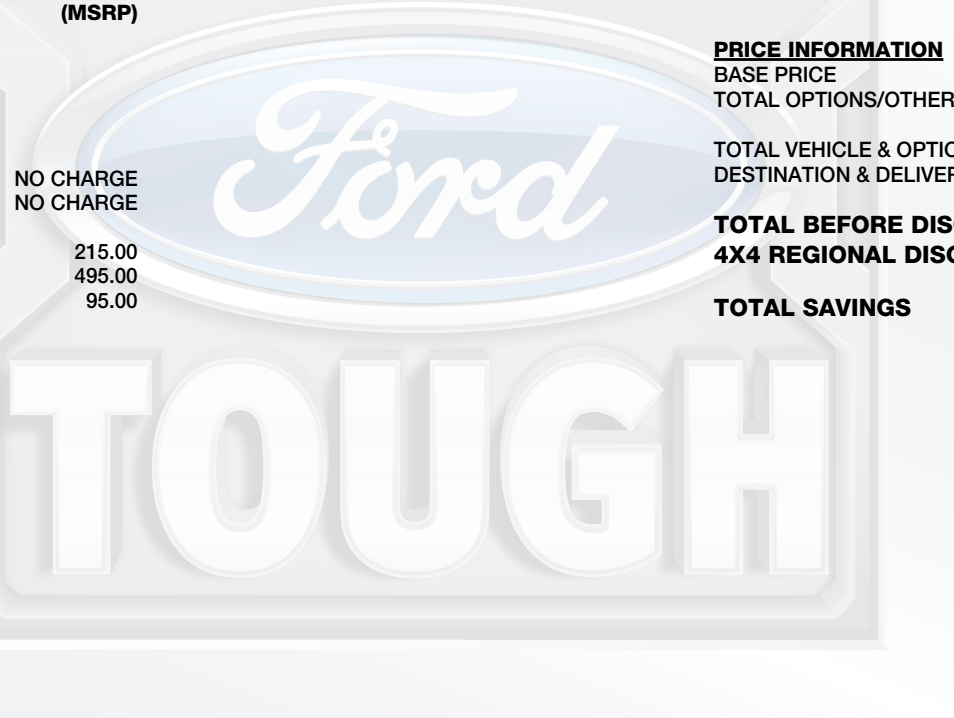 (MSRP)
NO CHARGE
NO CHARGE
215.00
495.00
95.00
PRICE INFORMATION
BASE PRICE
TOTAL OPTIONS/OTHER
TOTAL VEHICLE & OPTIO
DESTINATION & DELIVER
TOTAL BEFORE DIS
4X4 REGIONAL DISC
TOTAL SAVINGS
Ford
TOUGH